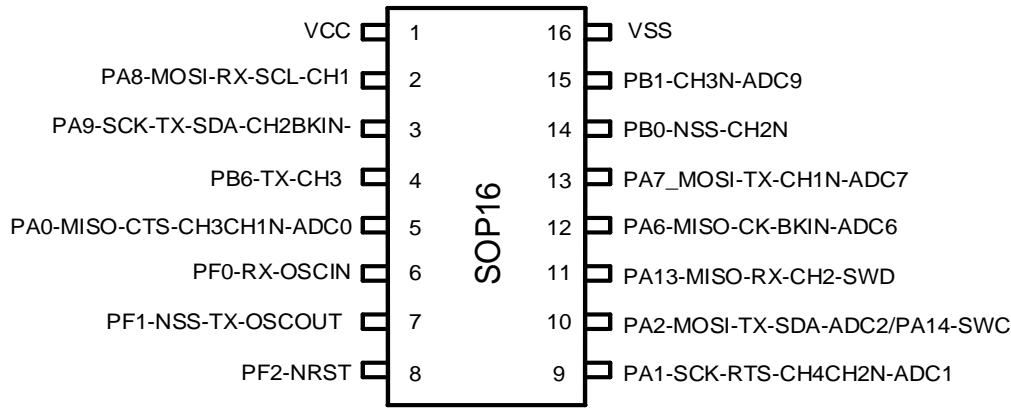 VCC 1 16 VSS
PA8-MOSI-RX-SCL-CH1 2 15 PB1-CH3N-ADC9
PA9-SCK-TX-SDA-CH2BKIN- 3 14 PB0-NSS-CH2N
PB6-TX-CH3 4 13 PA7_MOSI-TX-CH1N-ADC7
PA0-MISO-CTS-CH3CH1N-ADC0 5 12 PA6-MISO-CK-BKIN-ADC6
PF0-RX-OSCIN 6 11 PA13-MISO-RX-CH2-SWD
PF1-NSS-TX-OSCOUT 7 10 PA2-MOSI-TX-SDA-ADC2/PA14-SWC
PF2-NRST 8 9 PA1-SCK-RTS-CH4CH2N-ADC1
SOP16